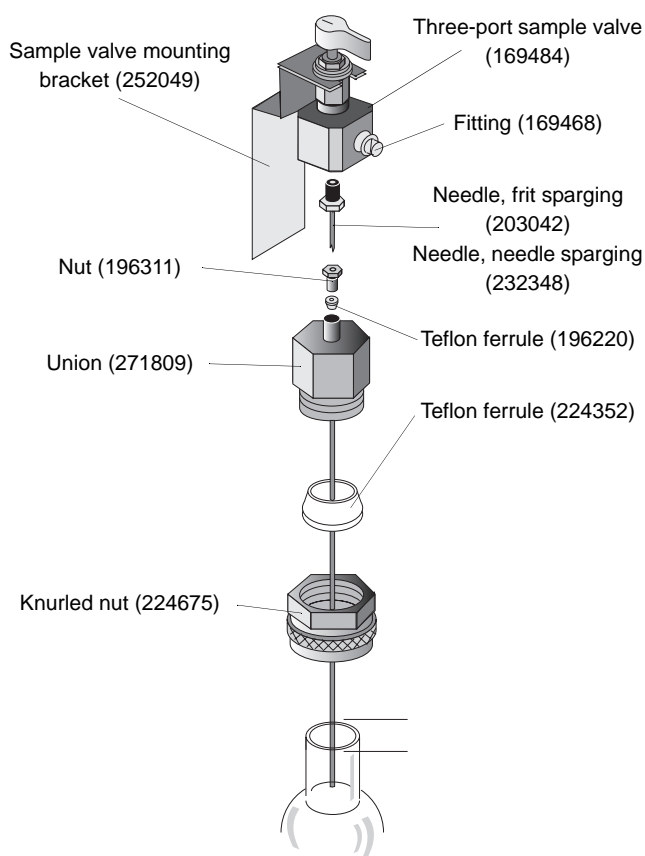 Three-port sample valve
(169484)
Sample valve mounting
bracket (252049)
Fitting (169468)
Needle, frit sparging
(203042)
Needle, needle sparging
(232348)
Nut (196311)
Teflon ferrule (196220)
Union (271809)
Teflon ferrule (224352)
Knurled nut (224675)